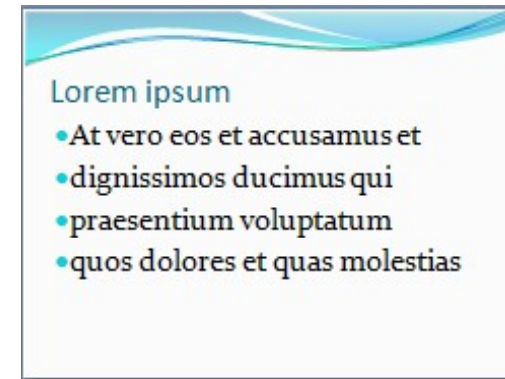 Lorem ipsum
•At vero eos et accusamus et
•dignissimos ducimus qui
•praesentium voluptatum
•quos dolores et quas molestias